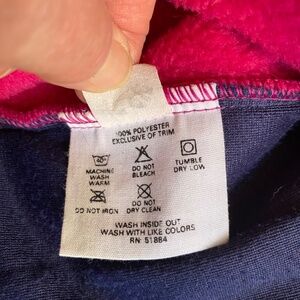 100% POLYESTER
EXCLUSIVE OF TRIM
MACHINE WASH WARM
DO NOT BLEACH
TUMBLE DRY LOW
DO NOT IRON
DO NOT DRY CLEAN
WASH INSIDE OUT
WASH WITH LIKE COLORS
RN: 51884